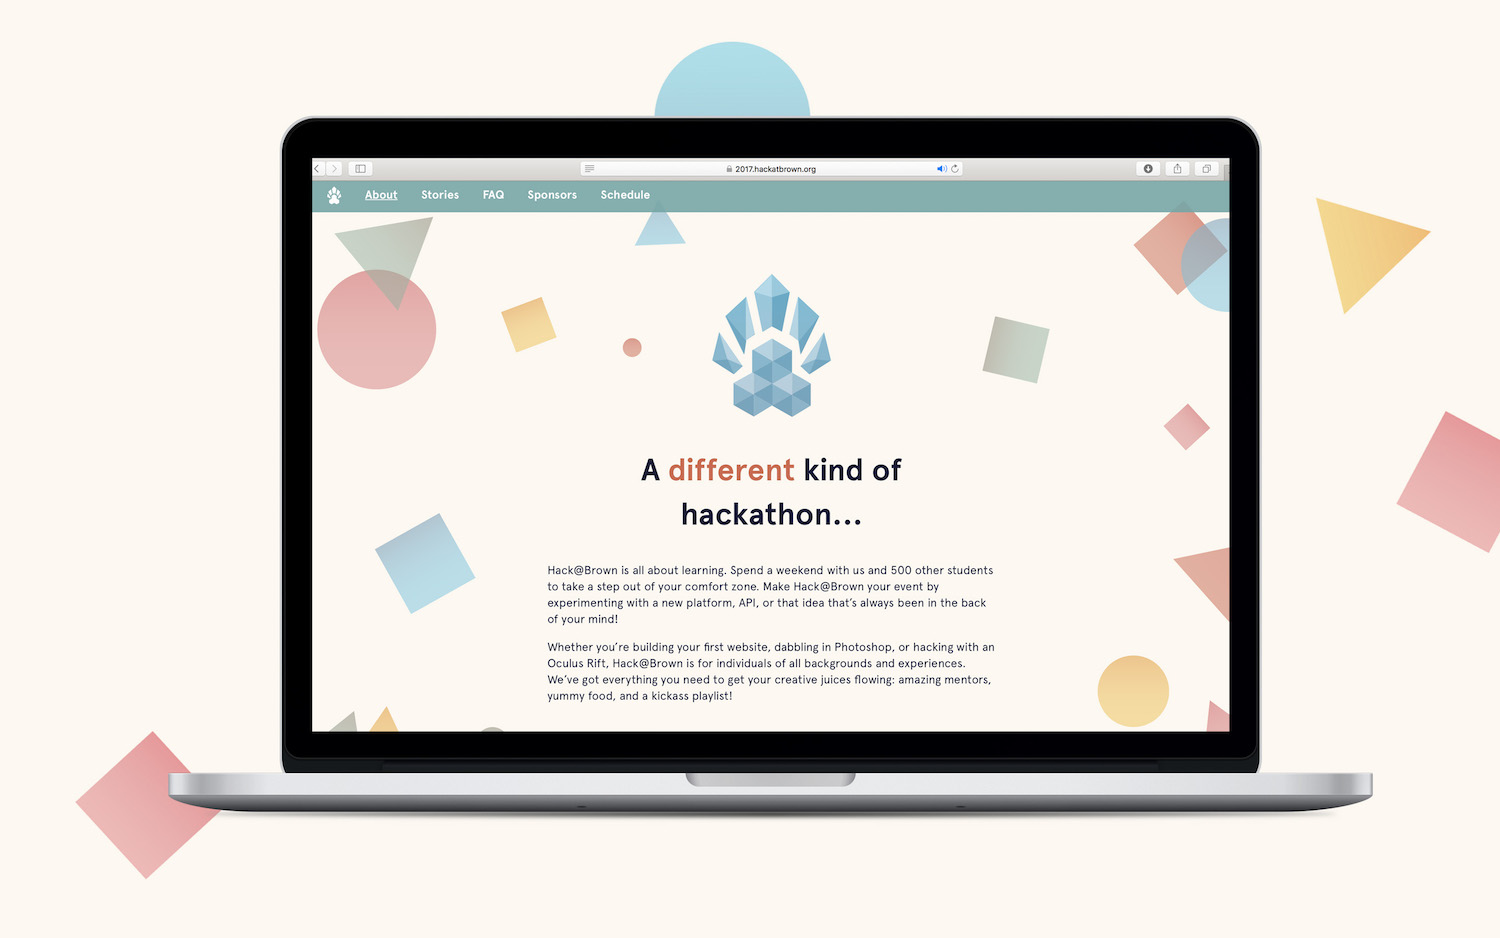 2017.hackatbrown.org
About Stories FAQ Sponsors Schedule
A different kind of
hackathon...
Hack@Brown is all about learning. Spend a weekend with us and 500 other students
to take a step out of your comfort zone. Make Hack@Brown your event by
experimenting with a new platform, API, or that idea that’s always been in the back
of your mind!
Whether you’re building your first website, dabbling in Photoshop, or hacking with an
Oculus Rift, Hack@Brown is for individuals of all backgrounds and experiences.
We’ve got everything you need to get your creative juices flowing: amazing mentors,
yummy food, and a kickass playlist!